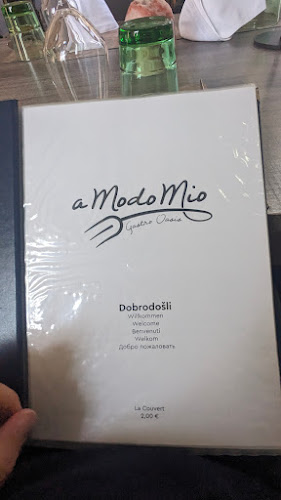 a Modo Mio
Gastro Oasis
Dobrodošli
Willkommen
Welcome
Benvenuti
Welkom
Добро пожаловать
Le Couvert
2,00 €